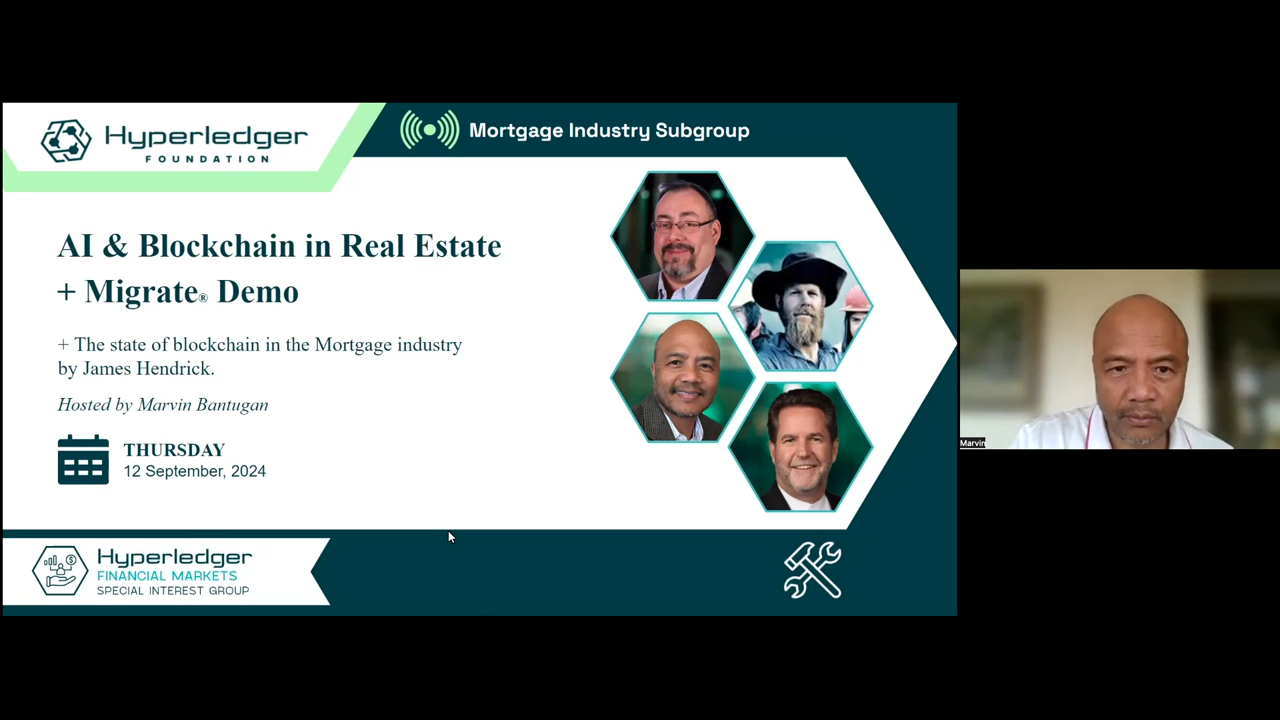 Hyperledger
FOUNDATION
Mortgage Industry Subgroup
AI & Blockchain in Real Estate
+ Migrate® Demo
+ The state of blockchain in the Mortgage industry
by James Hendrick.
Hosted by Marvin Bantugan
THURSDAY
12 September, 2024
Hyperledger
FINANCIAL MARKETS
SPECIAL INTEREST GROUP
Marvin